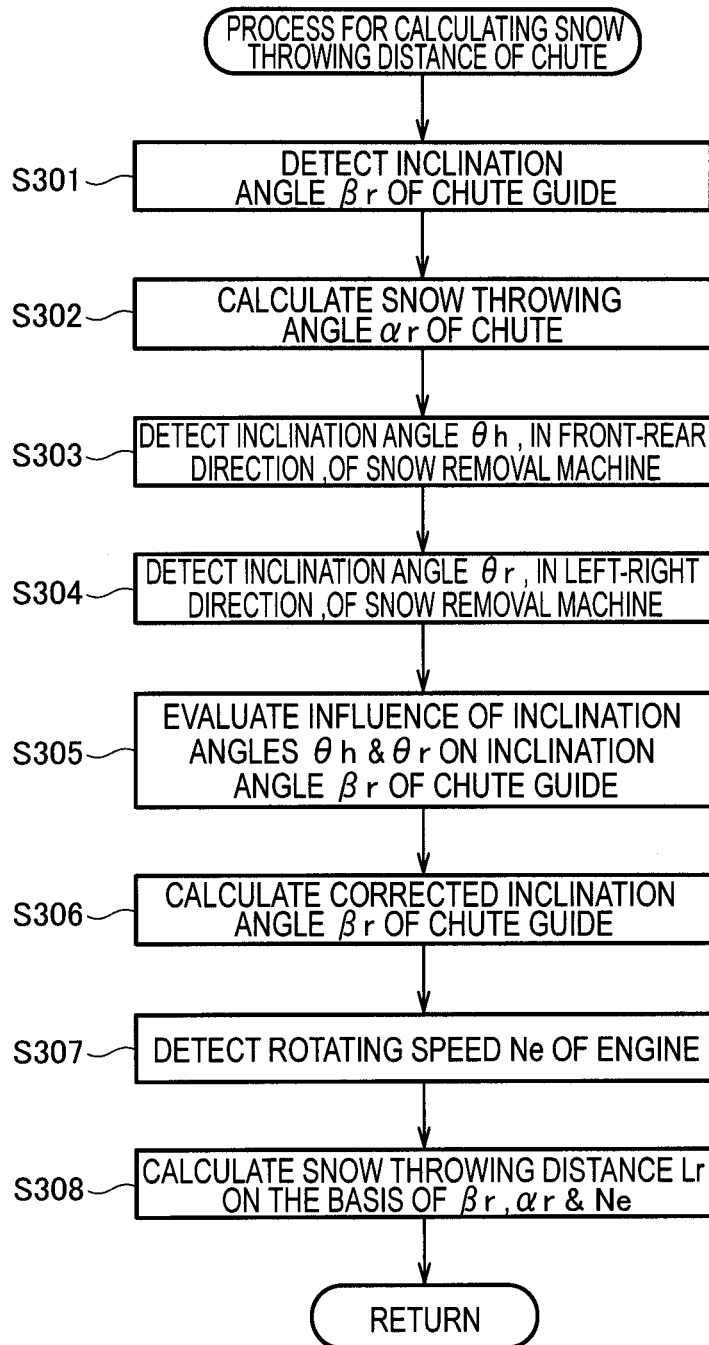 PROCESS FOR CALCULATING SNOW
THROWING DISTANCE OF CHUTE
S301
DETECT INCLINATION
ANGLE βr OF CHUTE GUIDE
S302
CALCULATE SNOW THROWING
ANGLE αr OF CHUTE
S303
DETECT INCLINATION ANGLE θh, IN FRONT-REAR
DIRECTION ,OF SNOW REMOVAL MACHINE
S304
DETECT INCLINATION ANGLE θr, IN LEFT-RIGHT
DIRECTION ,OF SNOW REMOVAL MACHINE
S305
EVALUATE INFLUENCE OF INCLINATION
ANGLES θh & θr ON INCLINATION
ANGLE βr OF CHUTE GUIDE
S306
CALCULATE CORRECTED INCLINATION
ANGLE βr OF CHUTE GUIDE
S307
DETECT ROTATING SPEED Ne OF ENGINE
S308
CALCULATE SNOW THROWING DISTANCE Lr
ON THE BASIS OF βr, αr & Ne
RETURN